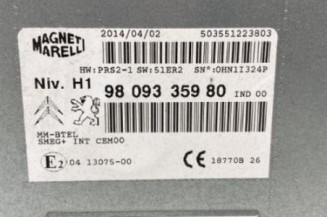 MAGNETI MARELLI
2014/04/02 503551223803
HW:PRS2-1 SW:51ER2 SN°:OHN1I324P
Niv. H1
98 093 359 80 IND 00
MM-BTEL
SMEG+ INT CEM00
E2 04 13075-00
CE 18770B 26